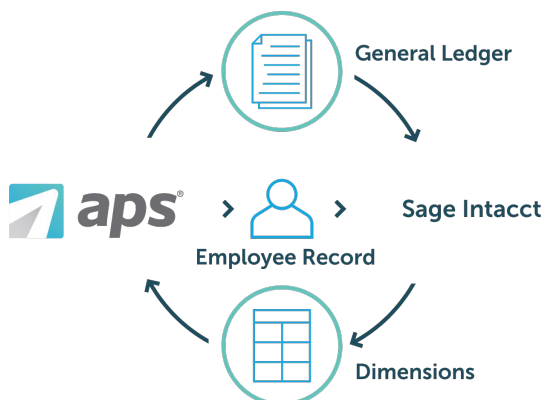 General Ledger
aps®
Sage Intacct
Employee Record
Dimensions